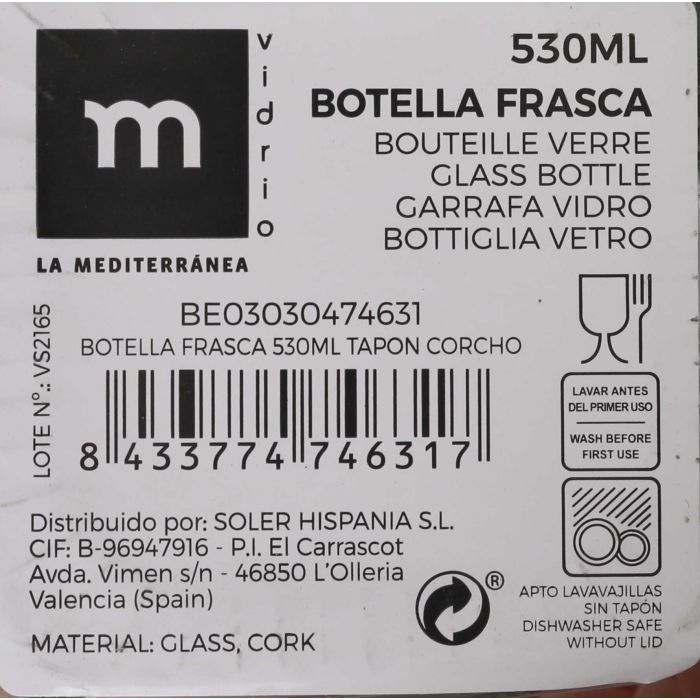 m
vidrio
LA MEDITERRÁNEA
530ML
BOTELLA FRASCA
BOUTEILLE VERRE
GLASS BOTTLE
GARRAFA VIDRO
BOTTIGLIA VETRO
LOTE Nº.: VS2165
BE03030474631
BOTELLA FRASCA 530ML TAPON CORCHO
8 433774 746317
LAVAR ANTES
DEL PRIMER USO
WASH BEFORE
FIRST USE
Distribuido por: SOLER HISPANIA S.L.
CIF: B-96947916 - P.I. El Carrascot
Avda. Vimen s/n - 46850 L'Olleria
Valencia (Spain)
MATERIAL: GLASS, CORK
®
APTO LAVAVAJILLAS
SIN TAPÓN
DISHWASHER SAFE
WITHOUT LID